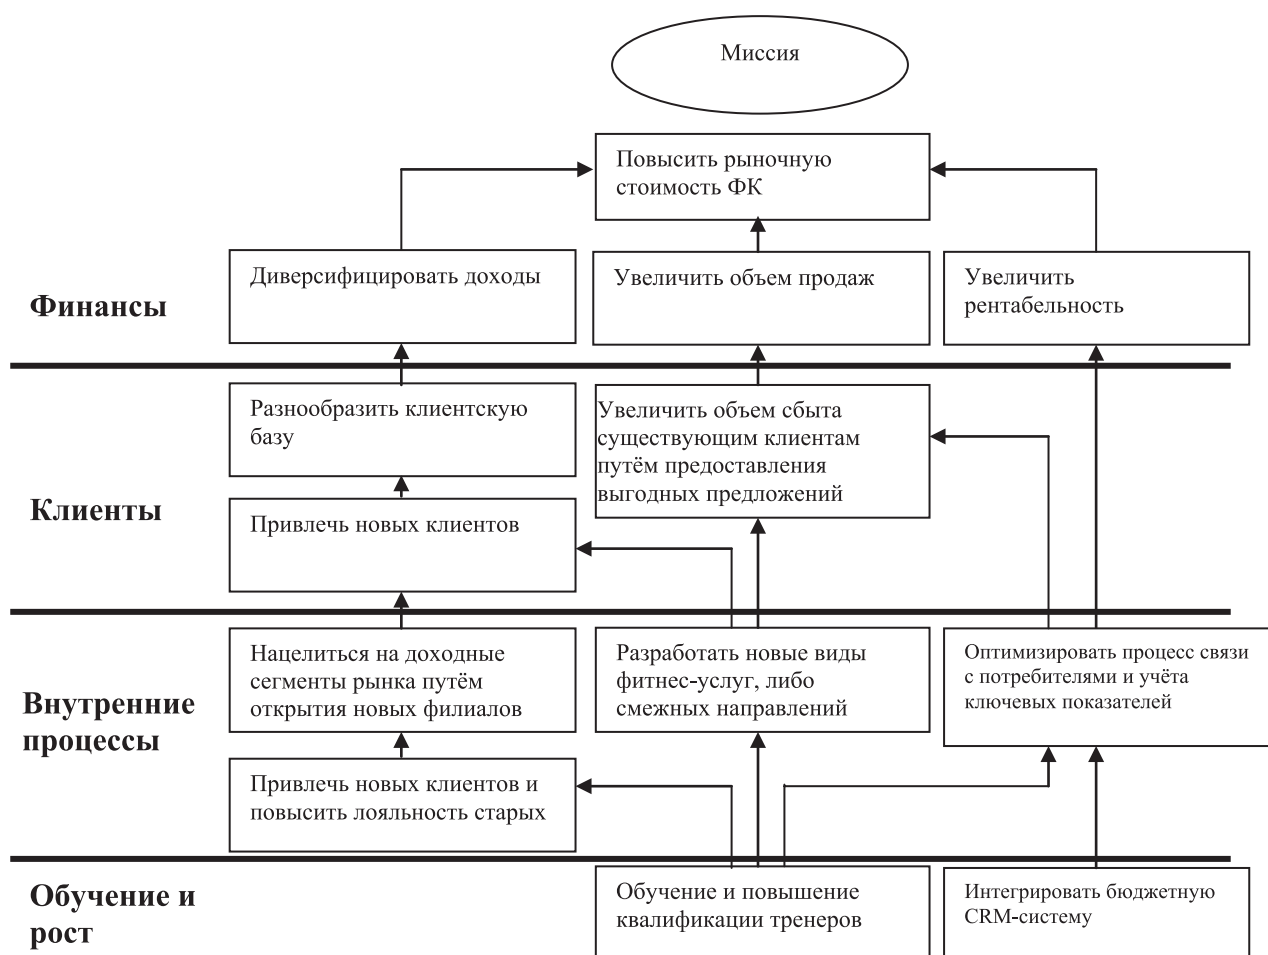 Миссия
Повысить рыночную
стоимость ФК
Финансы
Диверсифицировать доходы
Увеличить объем продаж
Увеличить
рентабельность
Клиенты
Разнообразить клиентскую
базу
Увеличить объем сбыта
существующим клиентам
путём предоставления
выгодных предложений
Привлечь новых клиентов
Внутренние
процессы
Нацелиться на доходные
сегменты рынка путём
открытия новых филиалов
Разработать новые виды
фитнес-услуг, либо
смежных направлений
Оптимизировать процесс связи
с потребителями и учёта
ключевых показателей
Привлечь новых клиентов и
повысить лояльность старых
Обучение и
рост
Обучение и повышение
квалификации тренеров
Интегрировать бюджетную
CRM-систему